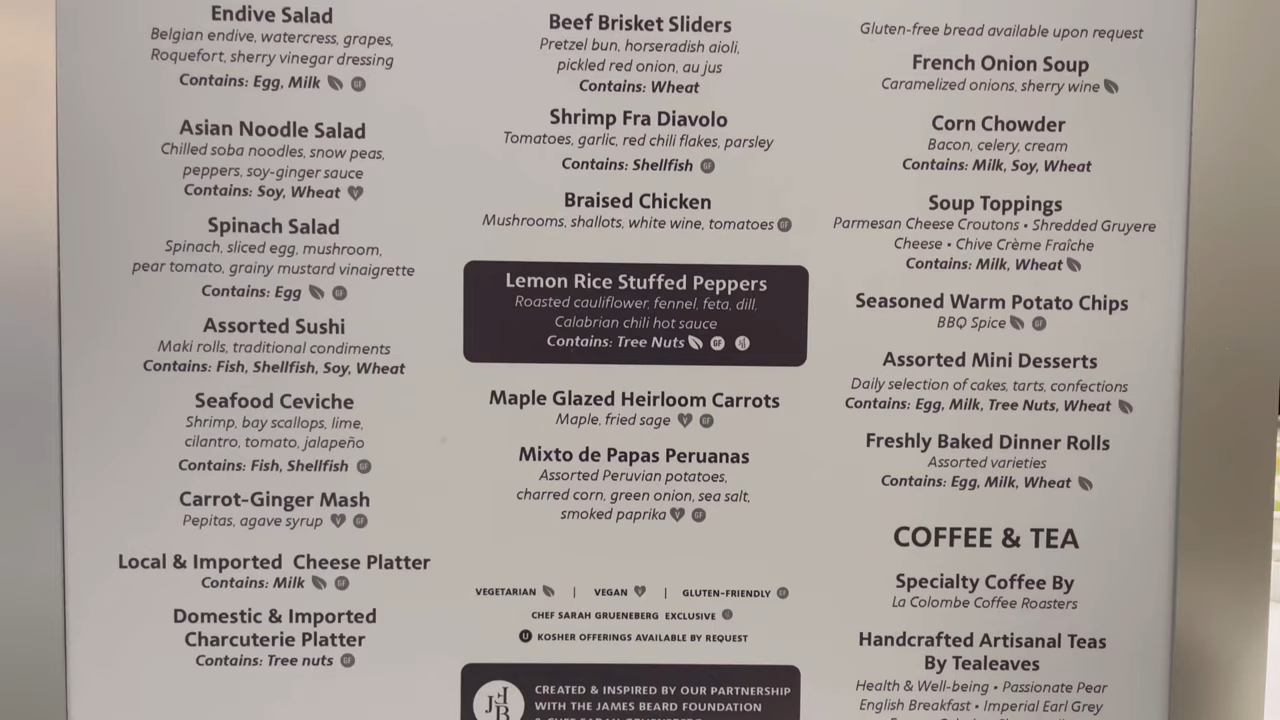 Endive Salad
Belgian endive, watercress, grapes,
Roquefort, sherry vinegar dressing
Contains: Egg, Milk GF
Asian Noodle Salad
Chilled soba noodles, snow peas,
peppers, soy-ginger sauce
Contains: Soy, Wheat V
Spinach Salad
Spinach, sliced egg, mushroom,
pear tomato, grainy mustard vinaigrette
Contains: Egg GF
Assorted Sushi
Maki rolls, traditional condiments
Contains: Fish, Shellfish, Soy, Wheat
Seafood Ceviche
Shrimp, bay scallops, lime,
cilantro, tomato, jalapeño
Contains: Fish, Shellfish GF
Carrot-Ginger Mash
Pepitas, agave syrup V GF
Local & Imported Cheese Platter
Contains: Milk GF
Domestic & Imported
Charcuterie Platter
Contains: Tree nuts GF
Beef Brisket Sliders
Pretzel bun, horseradish aioli,
pickled red onion, au jus
Contains: Wheat
Shrimp Fra Diavolo
Tomatoes, garlic, red chili flakes, parsley
Contains: Shellfish GF
Braised Chicken
Mushrooms, shallots, white wine, tomatoes GF
Lemon Rice Stuffed Peppers
Roasted cauliflower, fennel, feta, dill,
Calabrian chili hot sauce
Contains: Tree Nuts GF
Maple Glazed Heirloom Carrots
Maple, fried sage V GF
Mixto de Papas Peruanas
Assorted Peruvian potatoes,
charred corn, green onion, sea salt,
smoked paprika V GF
VEGETARIAN | VEGAN V | GLUTEN-FRIENDLY GF
CHEF SARAH GRUENEBERG EXCLUSIVE
U KOSHER OFFERINGS AVAILABLE BY REQUEST
CREATED & INSPIRED BY OUR PARTNERSHIP
WITH THE JAMES BEARD FOUNDATION
Gluten-free bread available upon request
French Onion Soup
Caramelized onions, sherry wine
Corn Chowder
Bacon, celery, cream
Contains: Milk, Soy, Wheat
Soup Toppings
Parmesan Cheese Croutons • Shredded Gruyere
Cheese • Chive Crème Fraîche
Contains: Milk, Wheat
Seasoned Warm Potato Chips
BBQ Spice GF
Assorted Mini Desserts
Daily selection of cakes, tarts, confections
Contains: Egg, Milk, Tree Nuts, Wheat
Freshly Baked Dinner Rolls
Assorted varieties
Contains: Egg, Milk, Wheat
COFFEE & TEA
Specialty Coffee By
La Colombe Coffee Roasters
Handcrafted Artisanal Teas
By Tealeaves
Health & Well-being • Passionate Pear
English Breakfast • Imperial Earl Grey